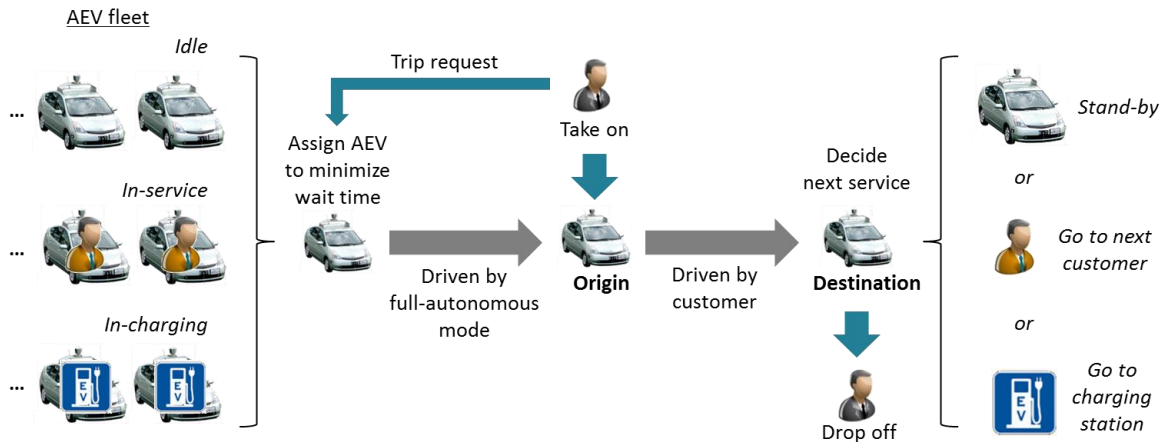 AEV fleet
Idle
...
In-service
...
In-charging
...
E
V
E
V
Trip request
Assign AEV
to minimize
wait time
Driven by
full-autonomous
mode
Take on
Origin
Driven by
customer
Decide
next service
Destination
Drop off
Stand-by
or
Go to next
customer
or
E
V
Go to
charging
station